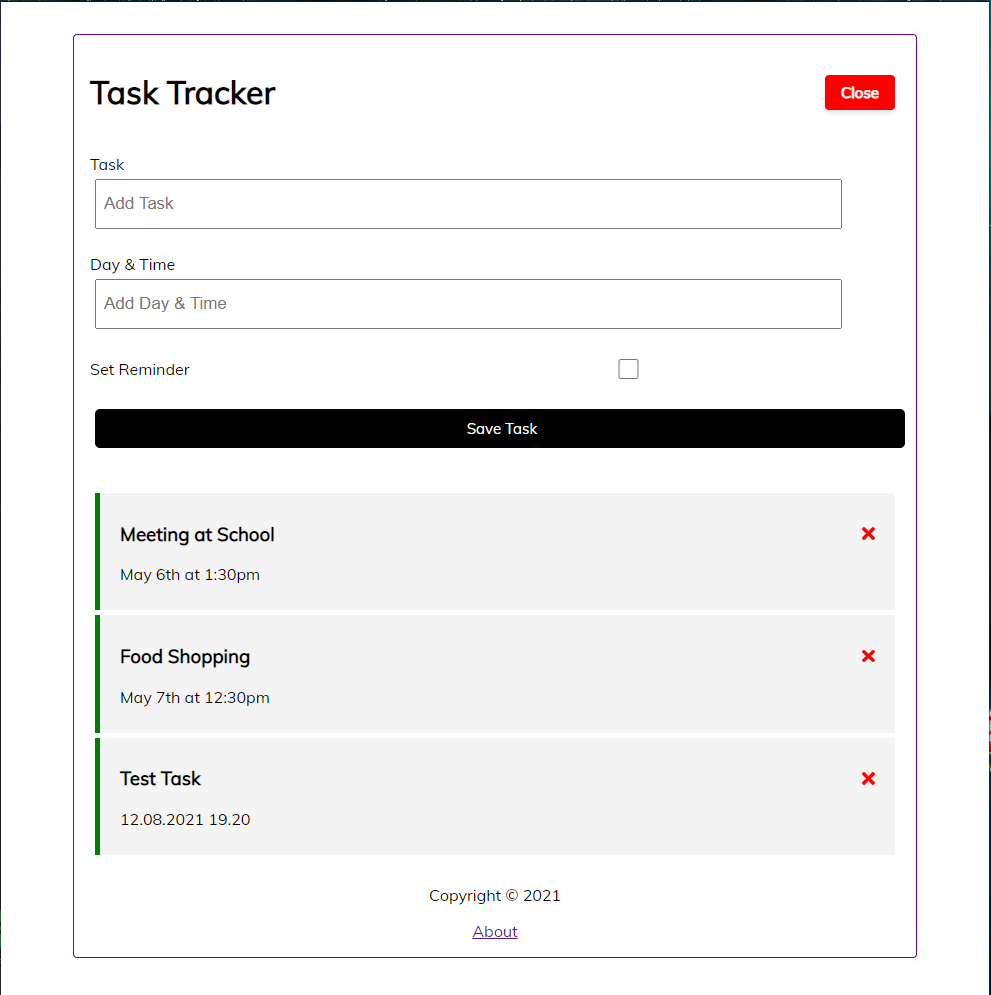 Task Tracker
Close
Task
Add Task
Day & Time
Add Day & Time
Set Reminder
Save Task
Meeting at School
May 6th at 1:30pm
Food Shopping
May 7th at 12:30pm
Test Task
12.08.2021 19.20
Copyright © 2021
About